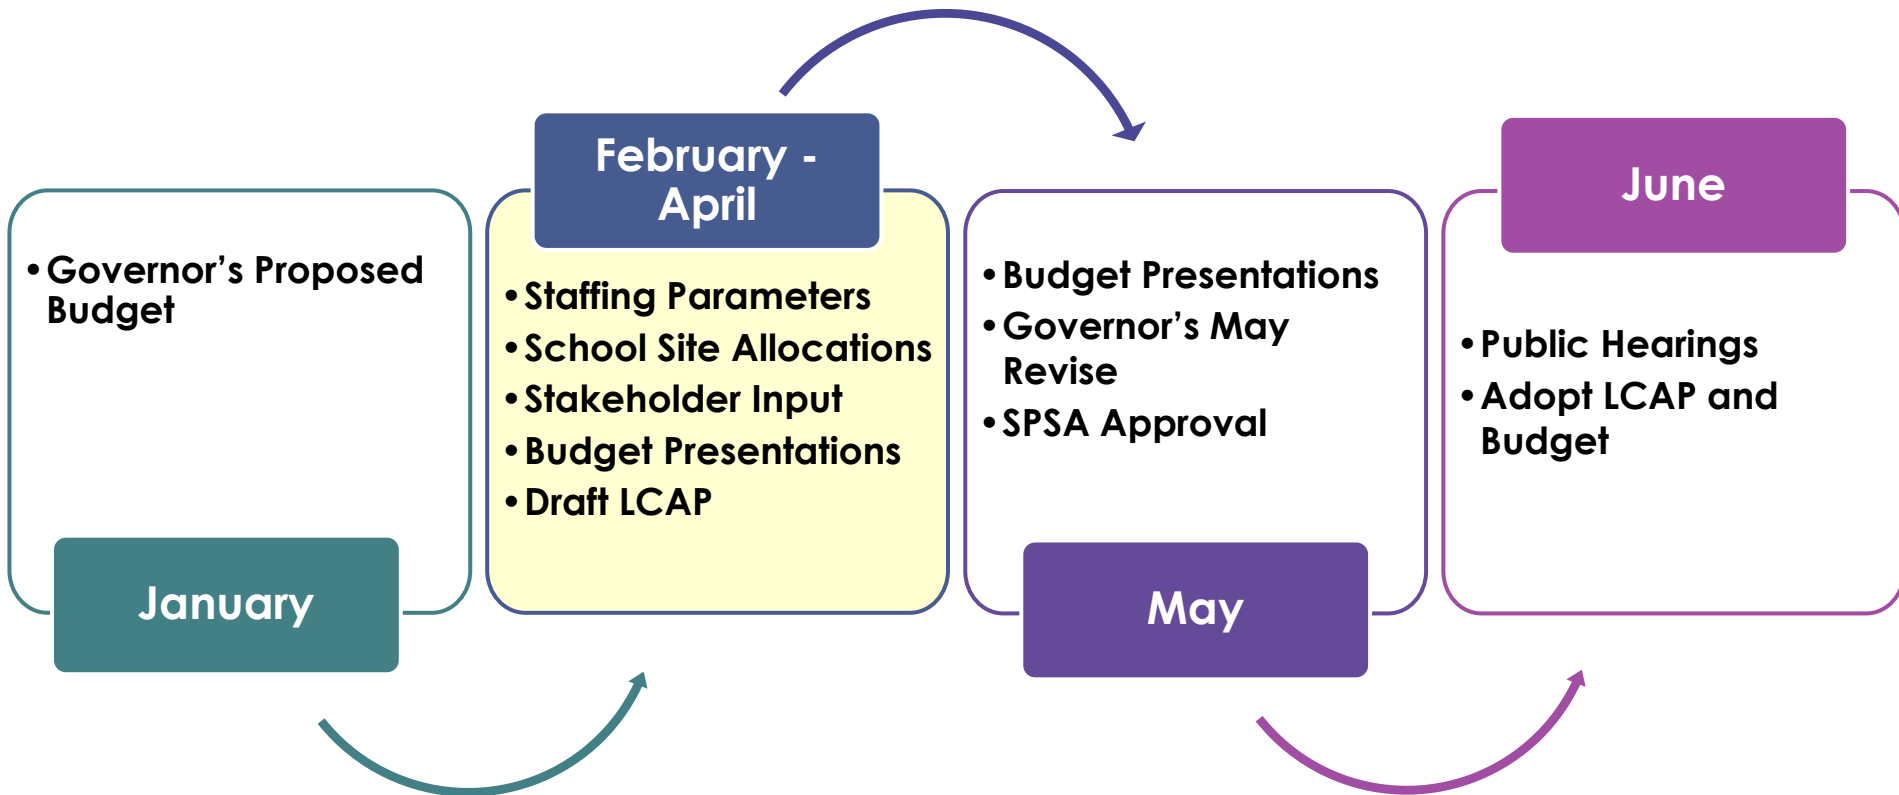 • Governor’s Proposed
Budget
January
February -
April
• Staffing Parameters
• School Site Allocations
• Stakeholder Input
• Budget Presentations
• Draft LCAP
• Budget Presentations
• Governor’s May
Revise
• SPSA Approval
May
June
• Public Hearings
• Adopt LCAP and
Budget